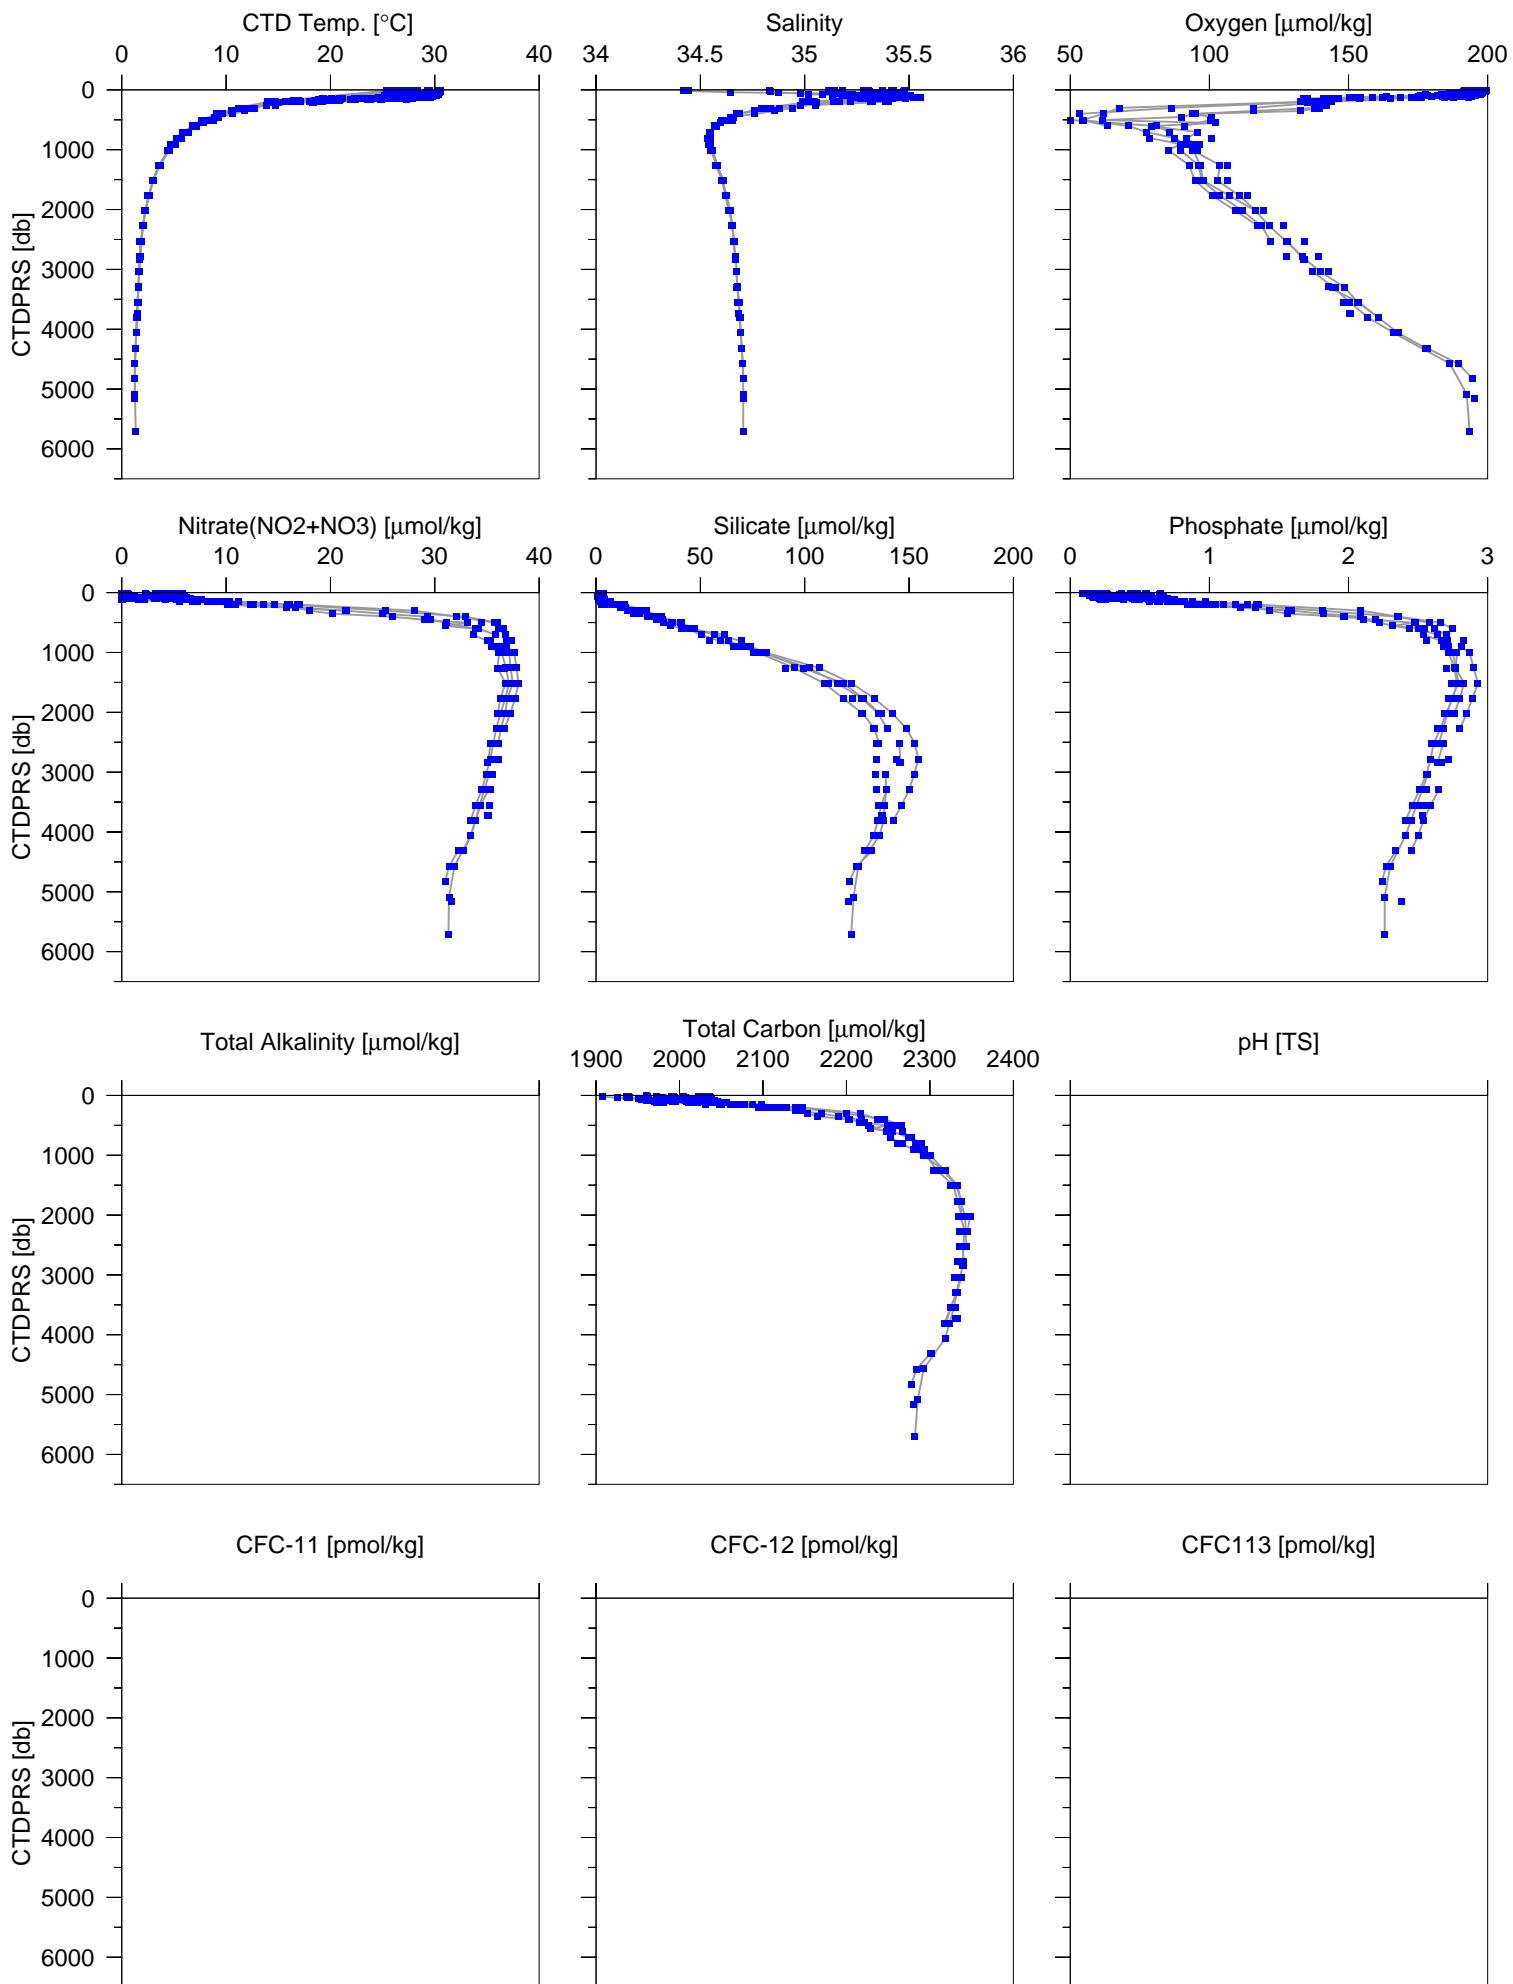 CTD Temp. [°C] Salinity Oxygen [μmol/kg]
0 10 20 30 40 34 34.5 35 35.5 36 50 100 150 200
0
1000
2000
3000
4000
5000
6000
CTDPRS [db]
Nitrate(NO2+NO3) [μmol/kg] Silicate [μmol/kg] Phosphate [μmol/kg]
0 10 20 30 40 0 50 100 150 200 0 1 2 3
0
1000
2000
3000
4000
5000
6000
CTDPRS [db]
Total Alkalinity [μmol/kg] Total Carbon [μmol/kg] pH [TS]
1900 2000 2100 2200 2300 2400
0
1000
2000
3000
4000
5000
6000
CTDPRS [db]
CFC-11 [pmol/kg] CFC-12 [pmol/kg] CFC113 [pmol/kg]
0
1000
2000
3000
4000
5000
6000
CTDPRS [db]